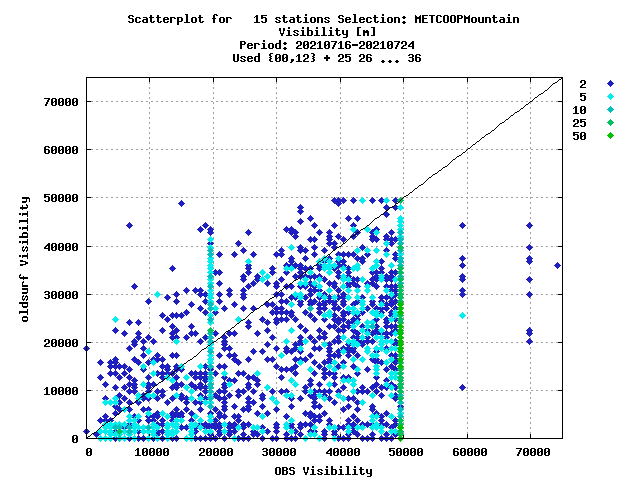 Scatterplot for   15 stations Selection: METCOOPMountain
Visibility [m]
Period: 20210716-20210724
Used {00,12} + 25 26 ... 36
2
5
10
25
50
70000
60000
50000
40000
30000
20000
10000
0
oldsurf Visibility
0 10000 20000 30000 40000 50000 60000 70000
OBS Visibility